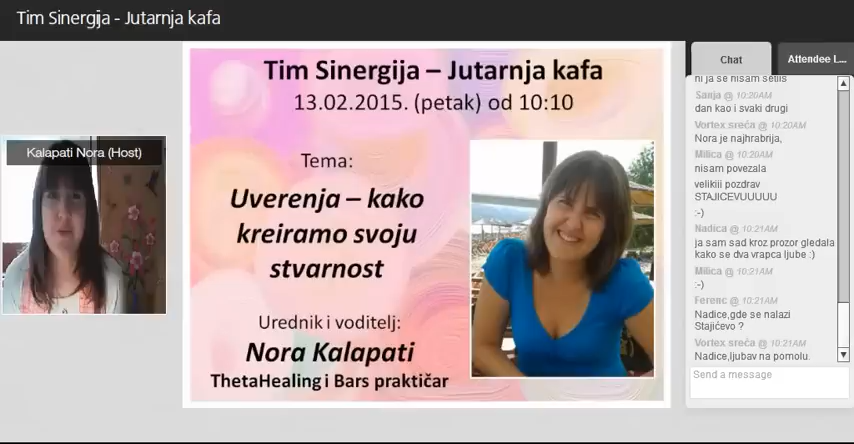 Tim Sinergija - Jutarnja kafa
Kalapati Nora (Host)
Tim Sinergija – Jutarnja kafa
13.02.2015. (petak) od 10:10
Tema:
Uverenja – kako
kreiramo svoju
stvarnost
Urednik i voditelj:
Nora Kalapati
ThetaHealing i Bars praktičar
Chat
Attendee L...
ni ja se nisam setils
Sanja @ 10:20AM
dan kao i svaki drugi
Vortex sreća @ 10:20AM
Nora je najhrabrija,
Milica @ 10:20AM
nisam povezala
velikiii pozdrav
STAJICEVUUUUU
:-)
Nadica @ 10:21AM
ja sam sad kroz prozor gledala
kako se dva vrapca ljube :)
Milica @ 10:21AM
:-)
Ferenc @ 10:21AM
Nadice,gde se nalazi
Stajićevo ?
Vortex sreća @ 10:21AM
Nadice,ljubav na pomolu.
Send a message